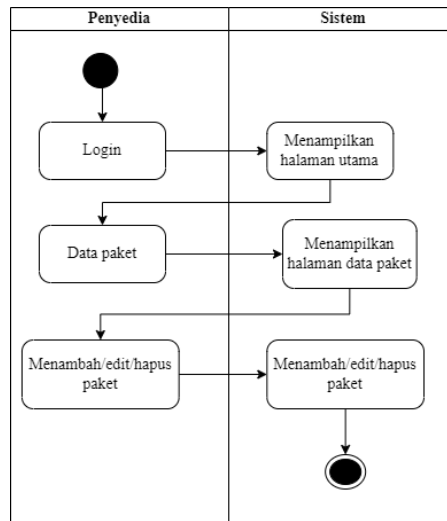 Penyedia
Sistem
Login
Menampilkan
halaman utama
Data paket
Menampilkan
halaman data paket
Menambah/edit/hapus
paket
Menambah/edit/hapus
paket